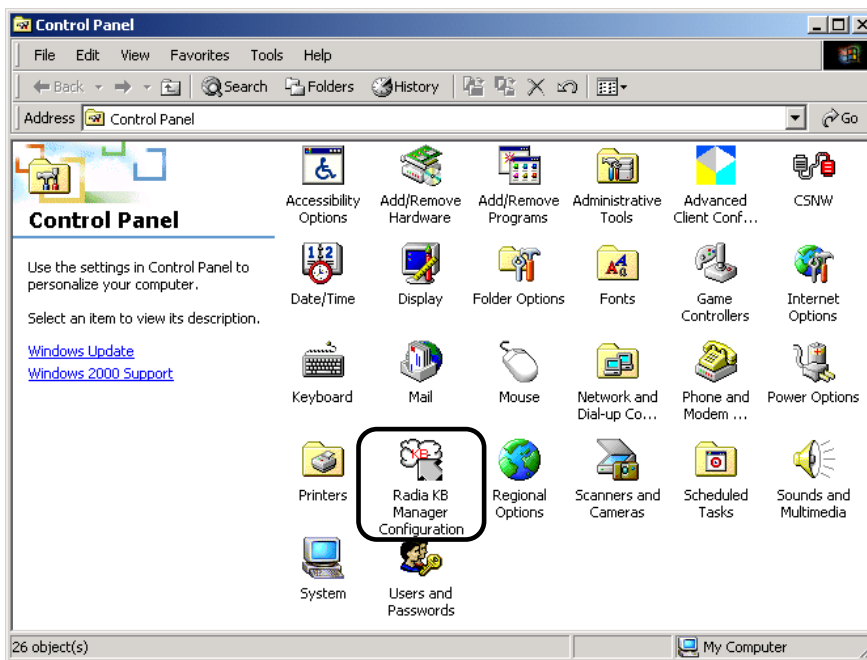 Control Panel
File Edit View Favorites Tools Help
Back Search Folders History
Address Control Panel Go
Control Panel
Use the settings in Control Panel to
personalize your computer.
Select an item to view its description.
Windows Update
Windows 2000 Support
Accessibility
Options
Add/Remove
Hardware
Add/Remove
Programs
Administrative
Tools
Advanced
Client Conf...
CSNW
Date/Time
Display
Folder Options
Fonts
Game
Controllers
Internet
Options
Keyboard
Mail
Mouse
Network and
Dial-up Co...
Phone and
Modem ...
Power Options
Printers
KB
Radia KB
Manager
Configuration
Regional
Options
Scanners and
Cameras
Scheduled
Tasks
Sounds and
Multimedia
System
Users and
Passwords
26 object(s)
My Computer